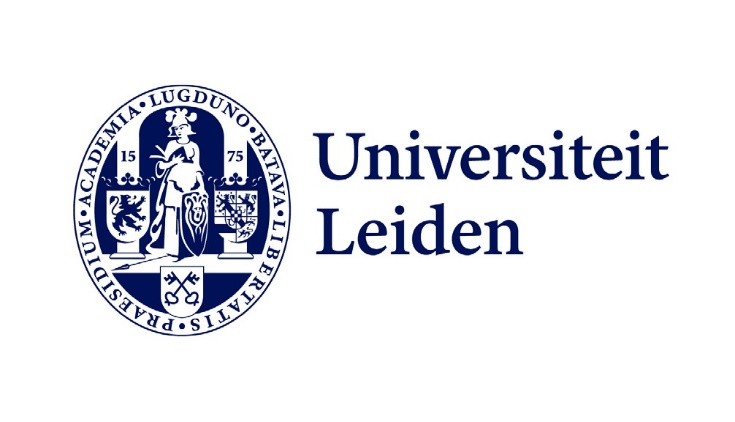 ACADEMIA · LUGDUNO · BATAVA · LIBERTATIS · PRAESIDIUM ·
15 75
Universiteit
Leiden